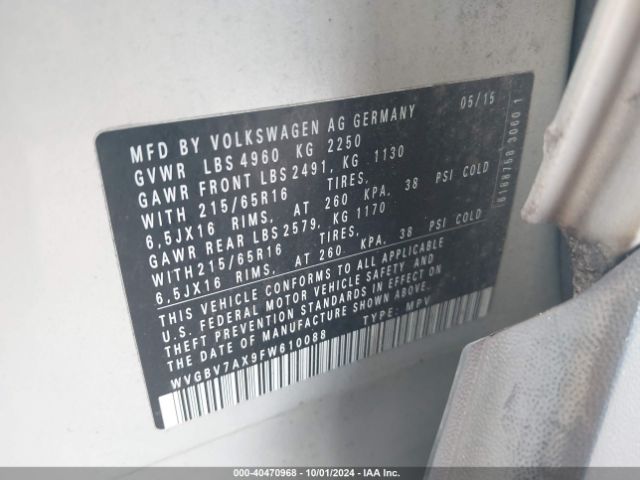 MFD BY VOLKSWAGEN AG GERMANY 05/15
GVWR LBS 4960 KG 2250
GAWR FRONT LBS 2491, KG 1130
WITH 215/65R16 TIRES,
6,5JX16 RIMS, AT 260 KPA, 38 PSI COLD
GAWR REAR LBS 2579, KG 1170
WITH 215/65R16 TIRES,
6,5JX16 RIMS, AT 260 KPA, 38 PSI COLD
THIS VEHICLE CONFORMS TO ALL APPLICABLE
U.S. FEDERAL MOTOR VEHICLE SAFETY AND
THEFT PREVENTION STANDARDS IN EFFECT ON
THE DATE OF MANUFACTURE SHOWN ABOVE.
WVGBV7AX9FW610088 TYPE: MPV
000-40470968 - 10/01/2024 - IAA Inc.